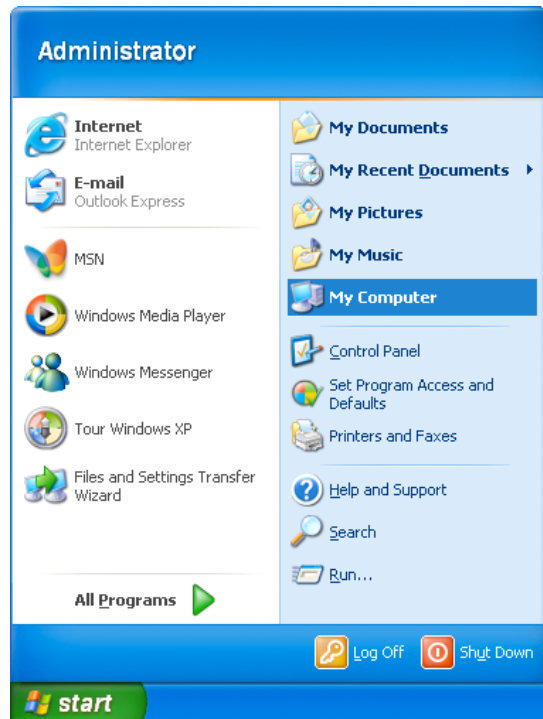 Administrator
Internet
Internet Explorer
E-mail
Outlook Express
MSN
Windows Media Player
Windows Messenger
Tour Windows XP
Files and Settings Transfer
Wizard
All Programs
My Documents
My Recent Documents
My Pictures
My Music
My Computer
Control Panel
Set Program Access and
Defaults
Printers and Faxes
Help and Support
Search
Run...
Log Off
Shut Down
start